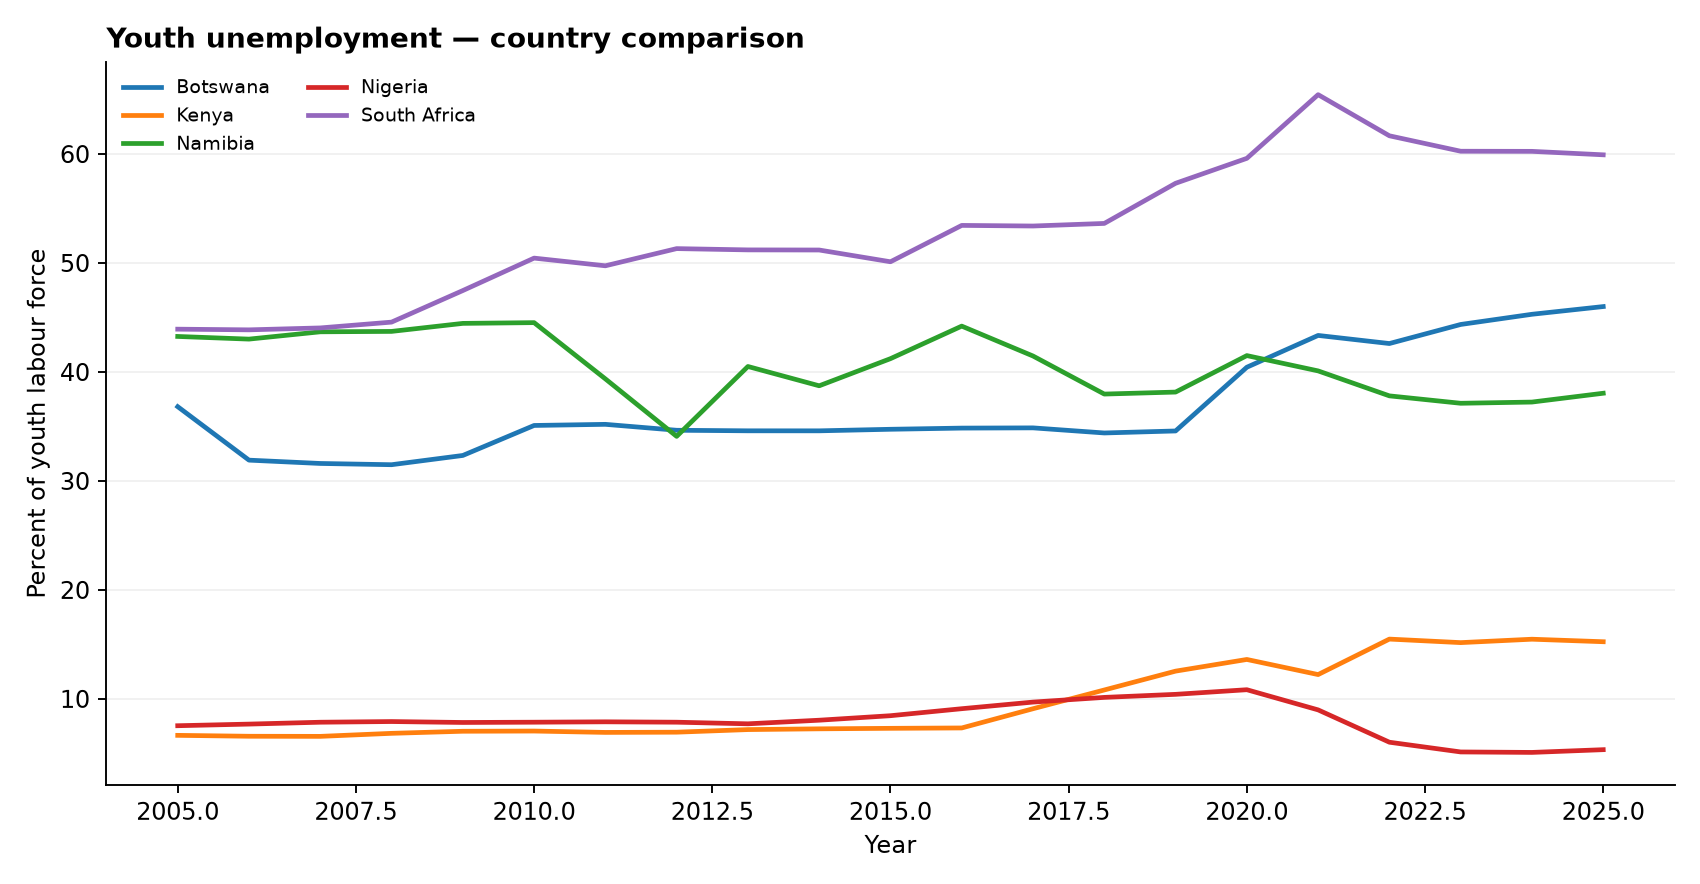 Youth unemployment — country comparison
Botswana
Kenya
Namibia
Nigeria
South Africa
Percent of youth labour force
60
50
40
30
20
10
2005.0 2007.5 2010.0 2012.5 2015.0 2017.5 2020.0 2022.5 2025.0
Year